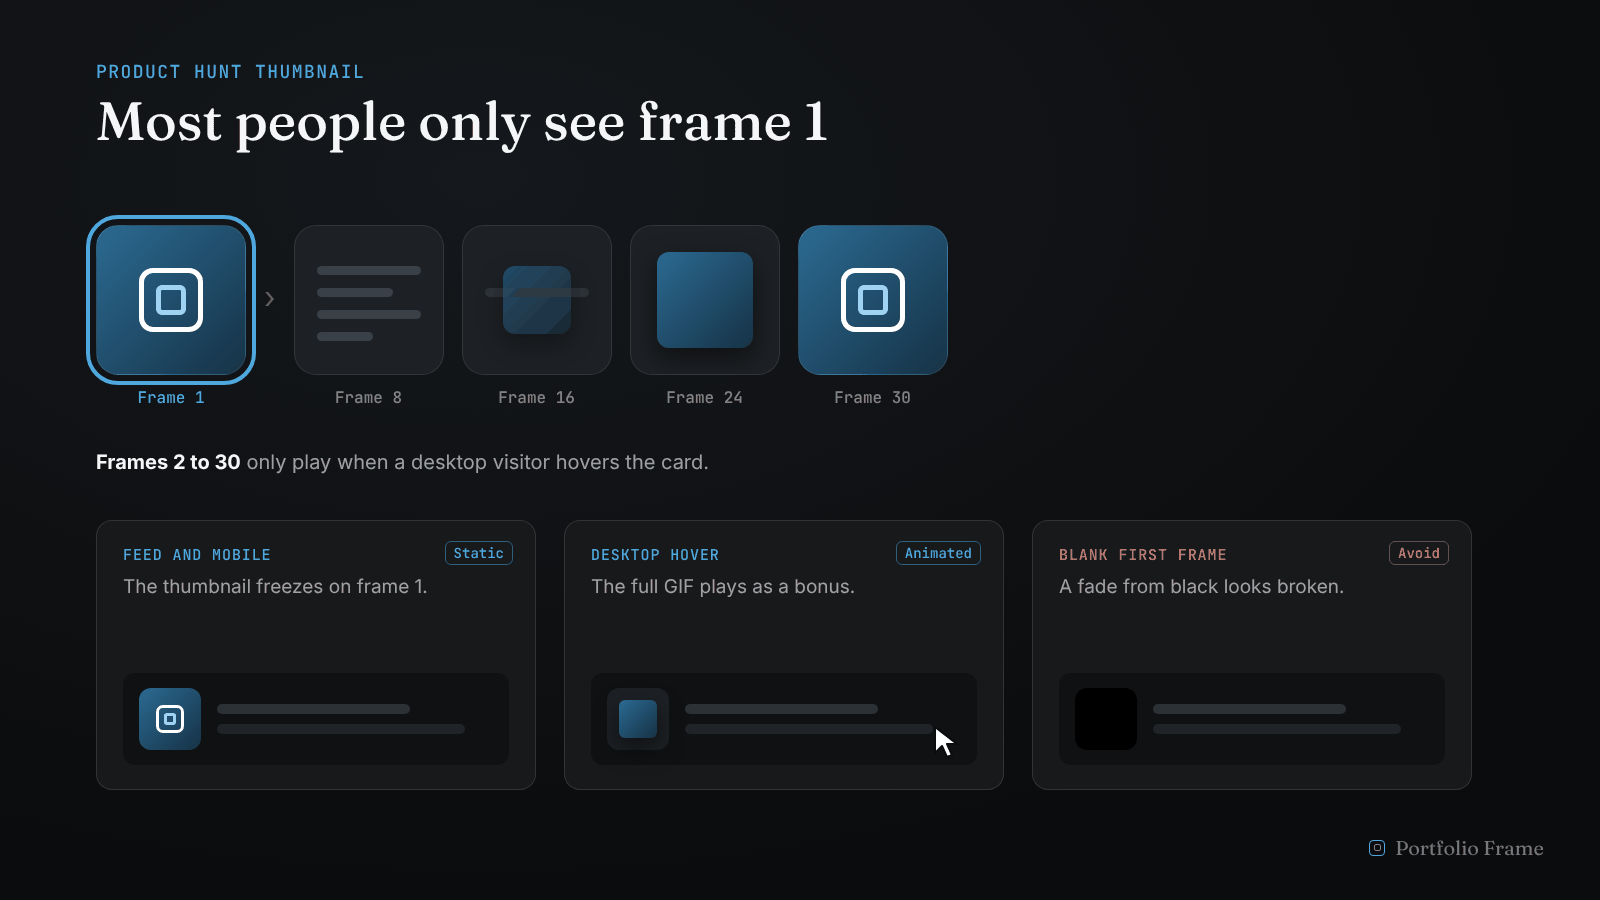 PRODUCT HUNT THUMBNAIL
Most people only see frame 1
Frame 1
Frame 8
Frame 16
Frame 24
Frame 30
Frames 2 to 30 only play when a desktop visitor hovers the card.
FEED AND MOBILE
Static
The thumbnail freezes on frame 1.
DESKTOP HOVER
Animated
The full GIF plays as a bonus.
BLANK FIRST FRAME
Avoid
A fade from black looks broken.
Portfolio Frame